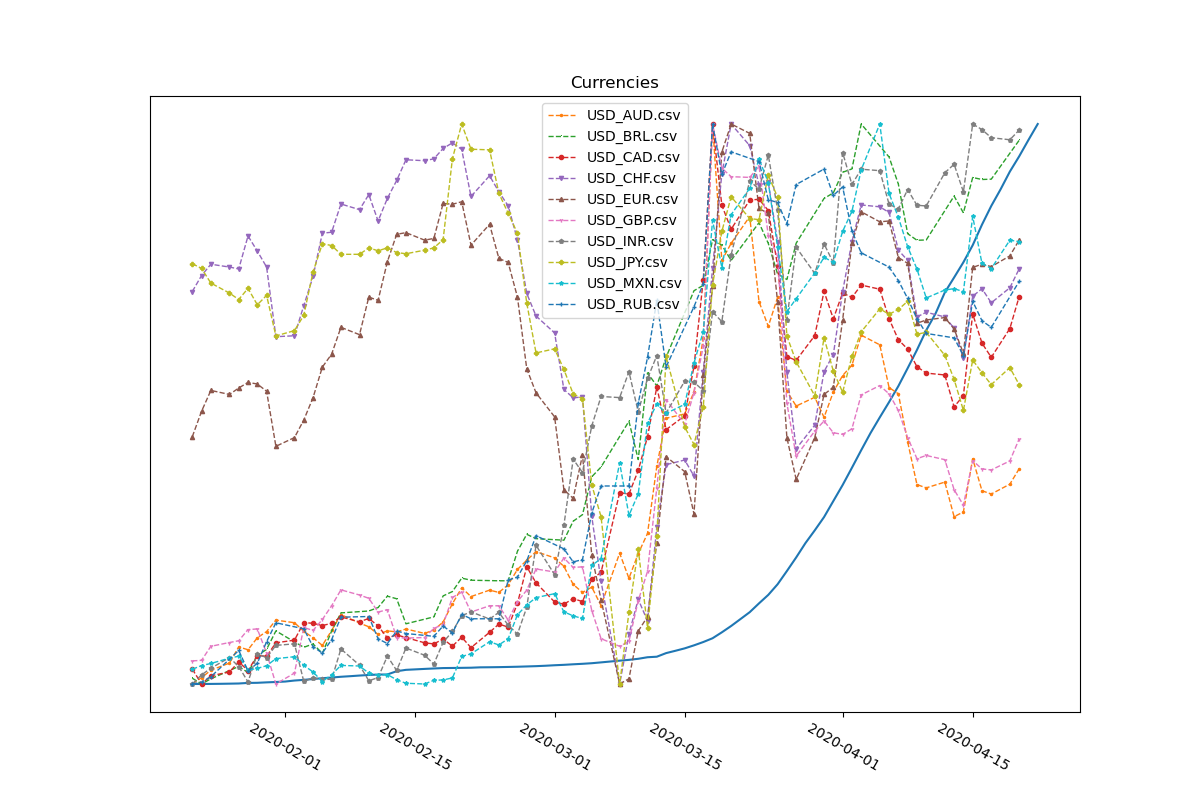 Currencies
USD_AUD.csv
USD_BRL.csv
USD_CAD.csv
USD_CHF.csv
USD_EUR.csv
USD_GBP.csv
USD_INR.csv
USD_JPY.csv
USD_MXN.csv
USD_RUB.csv
2020-02-01
2020-02-15
2020-03-01
2020-03-15
2020-04-01
2020-04-15